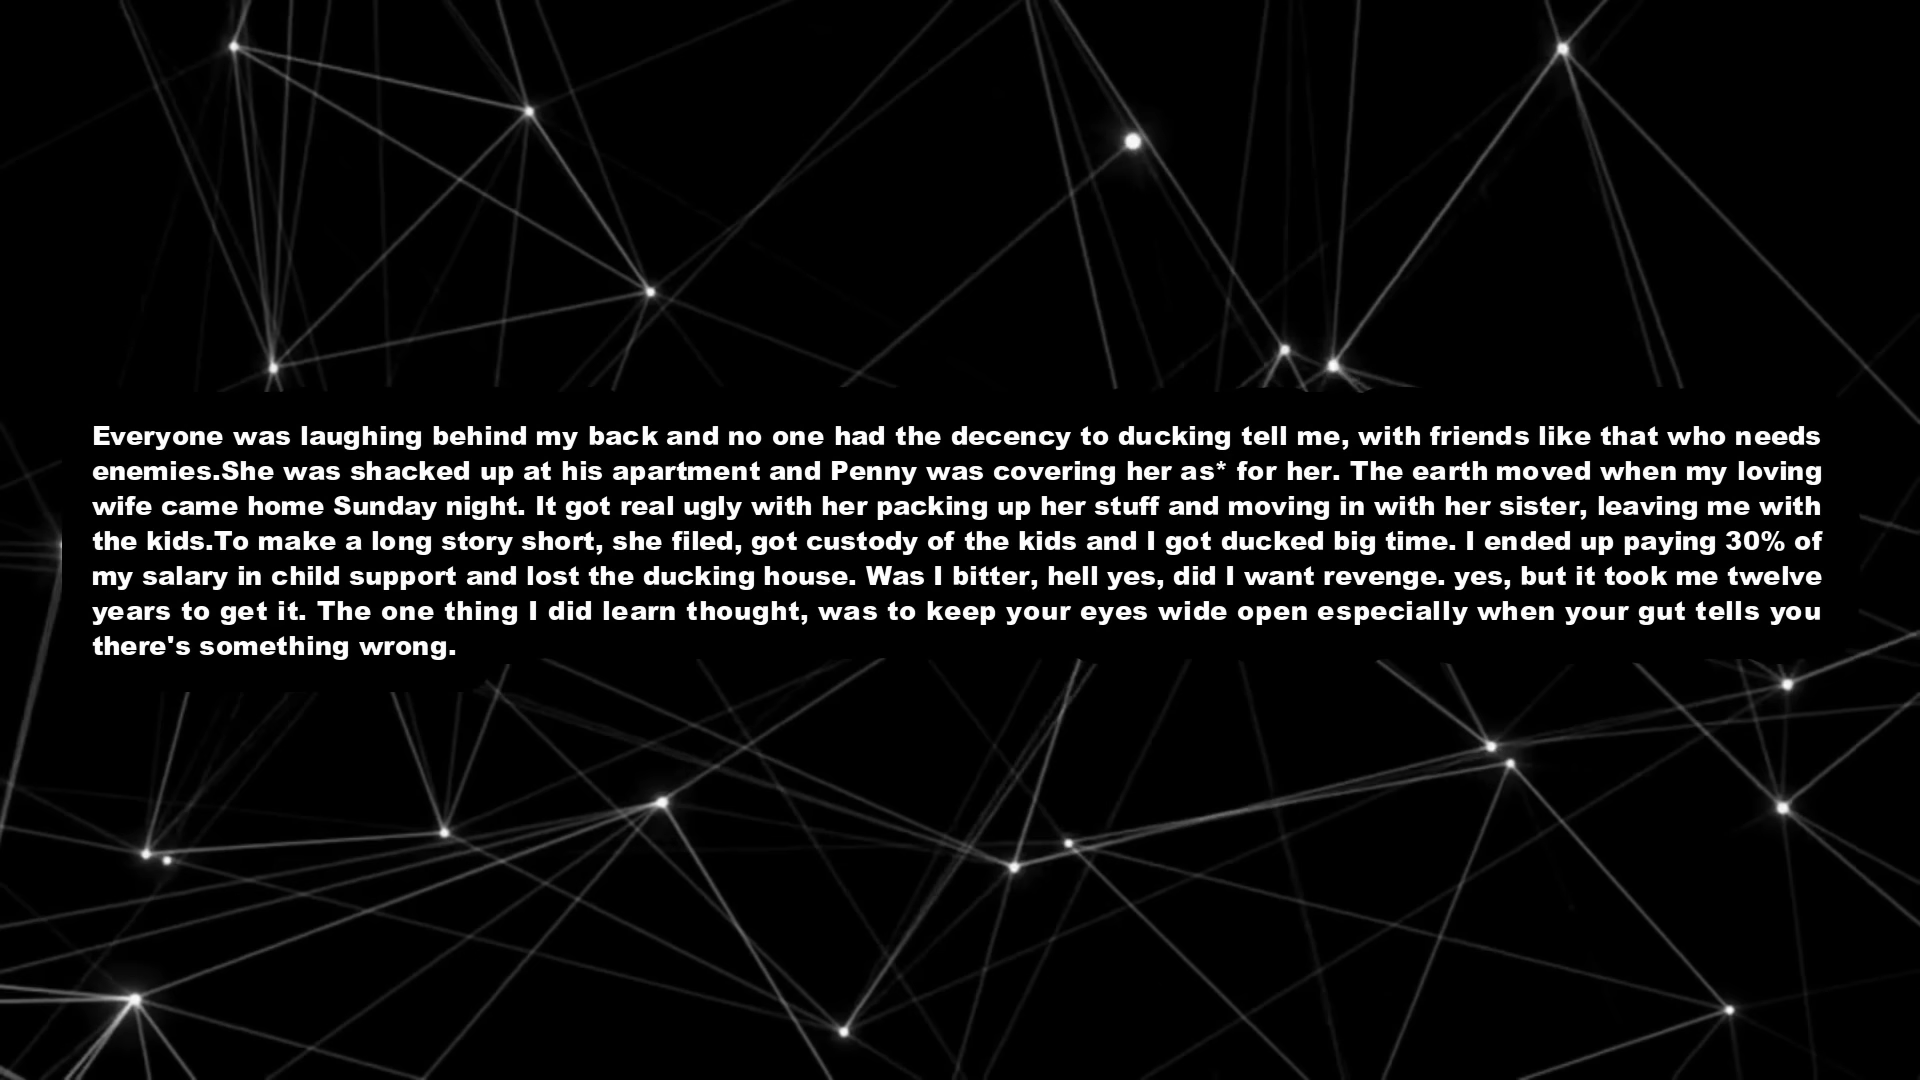 Everyone was laughing behind my back and no one had the decency to ducking tell me, with friends like that who needs
enemies.She was shacked up at his apartment and Penny was covering her as* for her. The earth moved when my loving
wife came home Sunday night. It got real ugly with her packing up her stuff and moving in with her sister, leaving me with
the kids.To make a long story short, she filed, got custody of the kids and I got ducked big time. I ended up paying 30% of
my salary in child support and lost the ducking house. Was I bitter, hell yes, did I want revenge. yes, but it took me twelve
years to get it. The one thing I did learn thought, was to keep your eyes wide open especially when your gut tells you
there's something wrong.